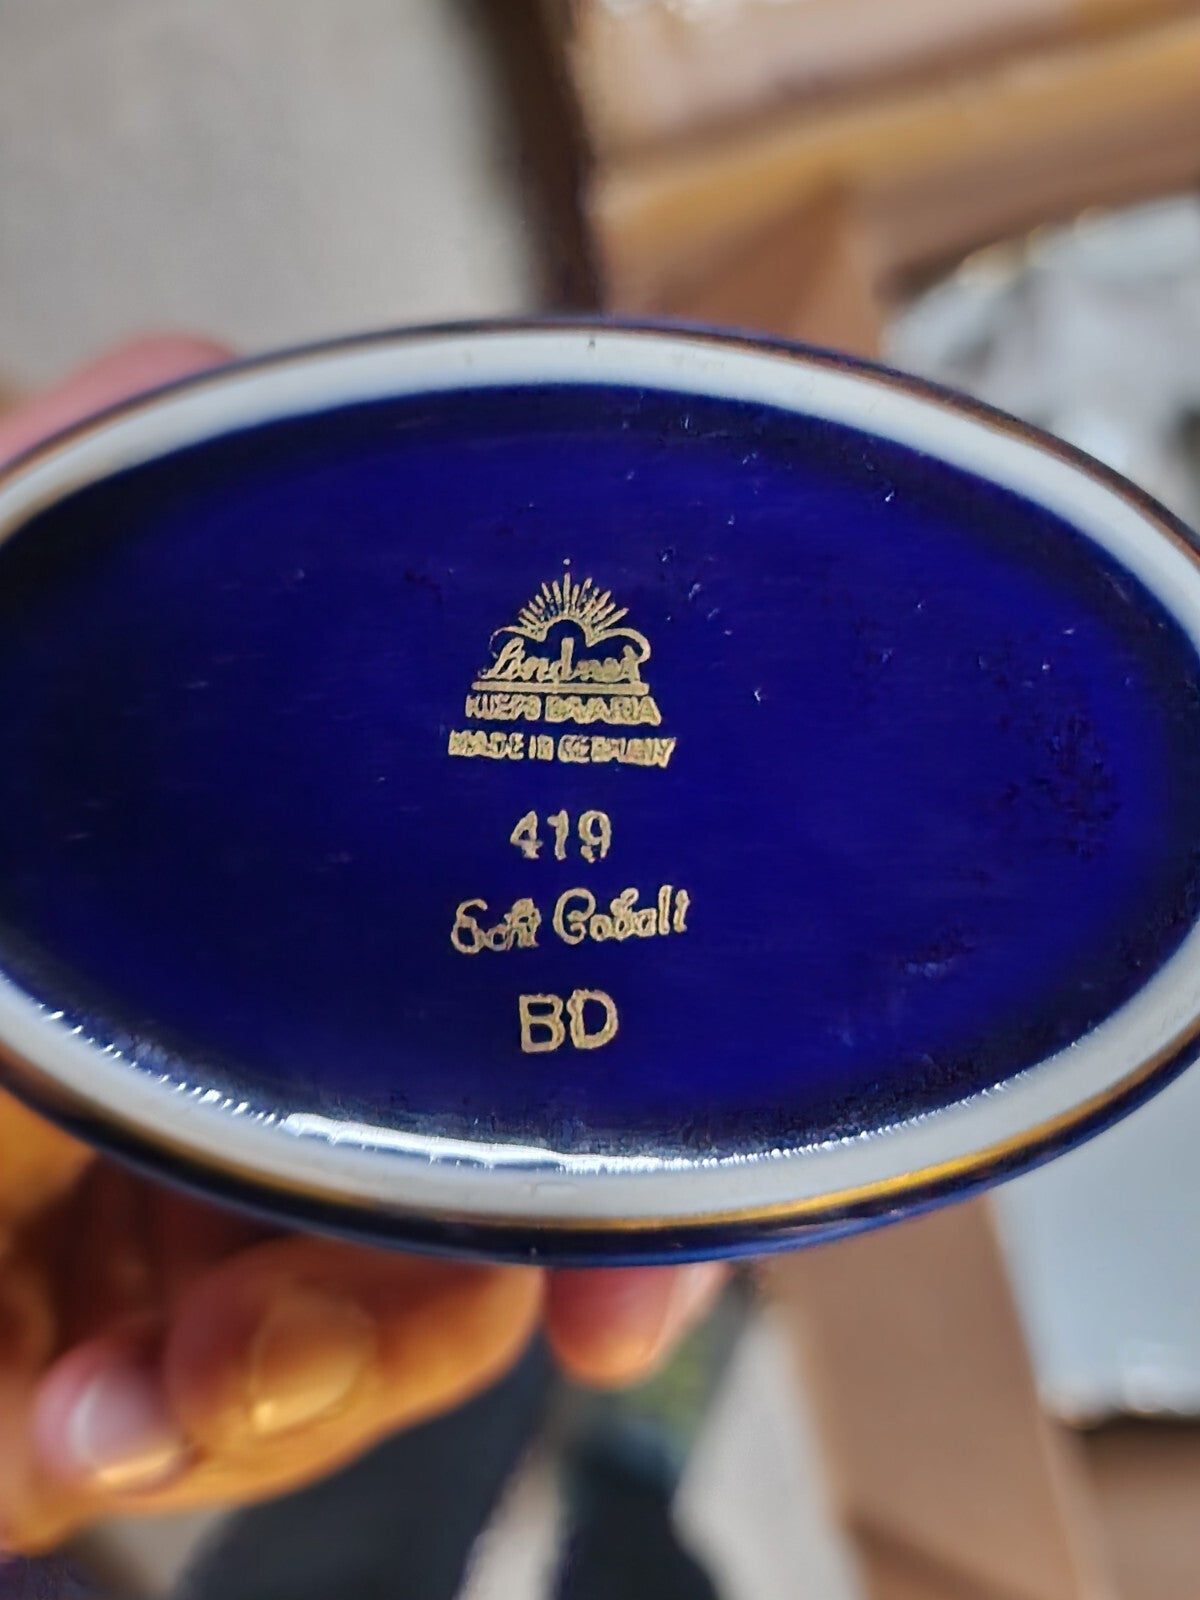 Lindner
KUEPS BAVARIA
MADE IN GERMANY
419
Echt Cobalt
BD